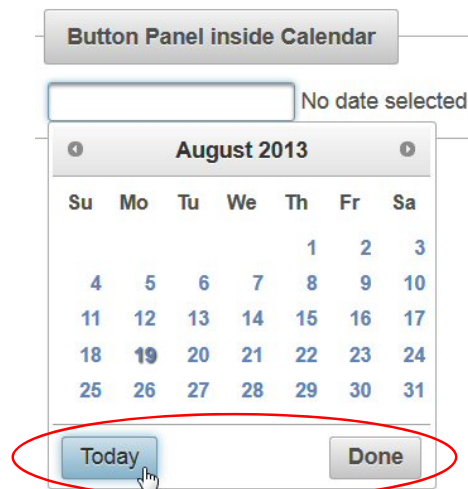 Button Panel inside Calendar
No date selected
August 2013
Su Mo Tu We Th Fr Sa
1 2 3
4 5 6 7 8 9 10
11 12 13 14 15 16 17
18 19 20 21 22 23 24
25 26 27 28 29 30 31
Today Done